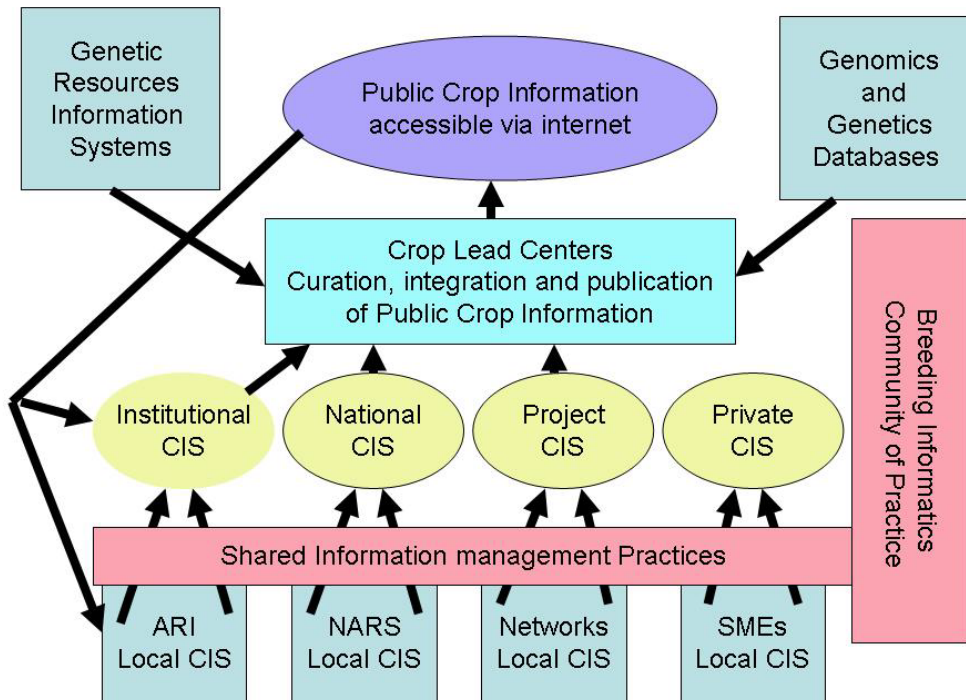 Genetic
Resources
Information
Systems
Public Crop Information
accessible via internet
Genomics
and
Genetics
Databases
Crop Lead Centers
Curation, integration and publication
of Public Crop Information
Breeding Informatics
Community of Practice
Institutional
CIS
National
CIS
Project
CIS
Private
CIS
Shared Information management Practices
ARI
Local CIS
NARS
Local CIS
Networks
Local CIS
SMEs
Local CIS